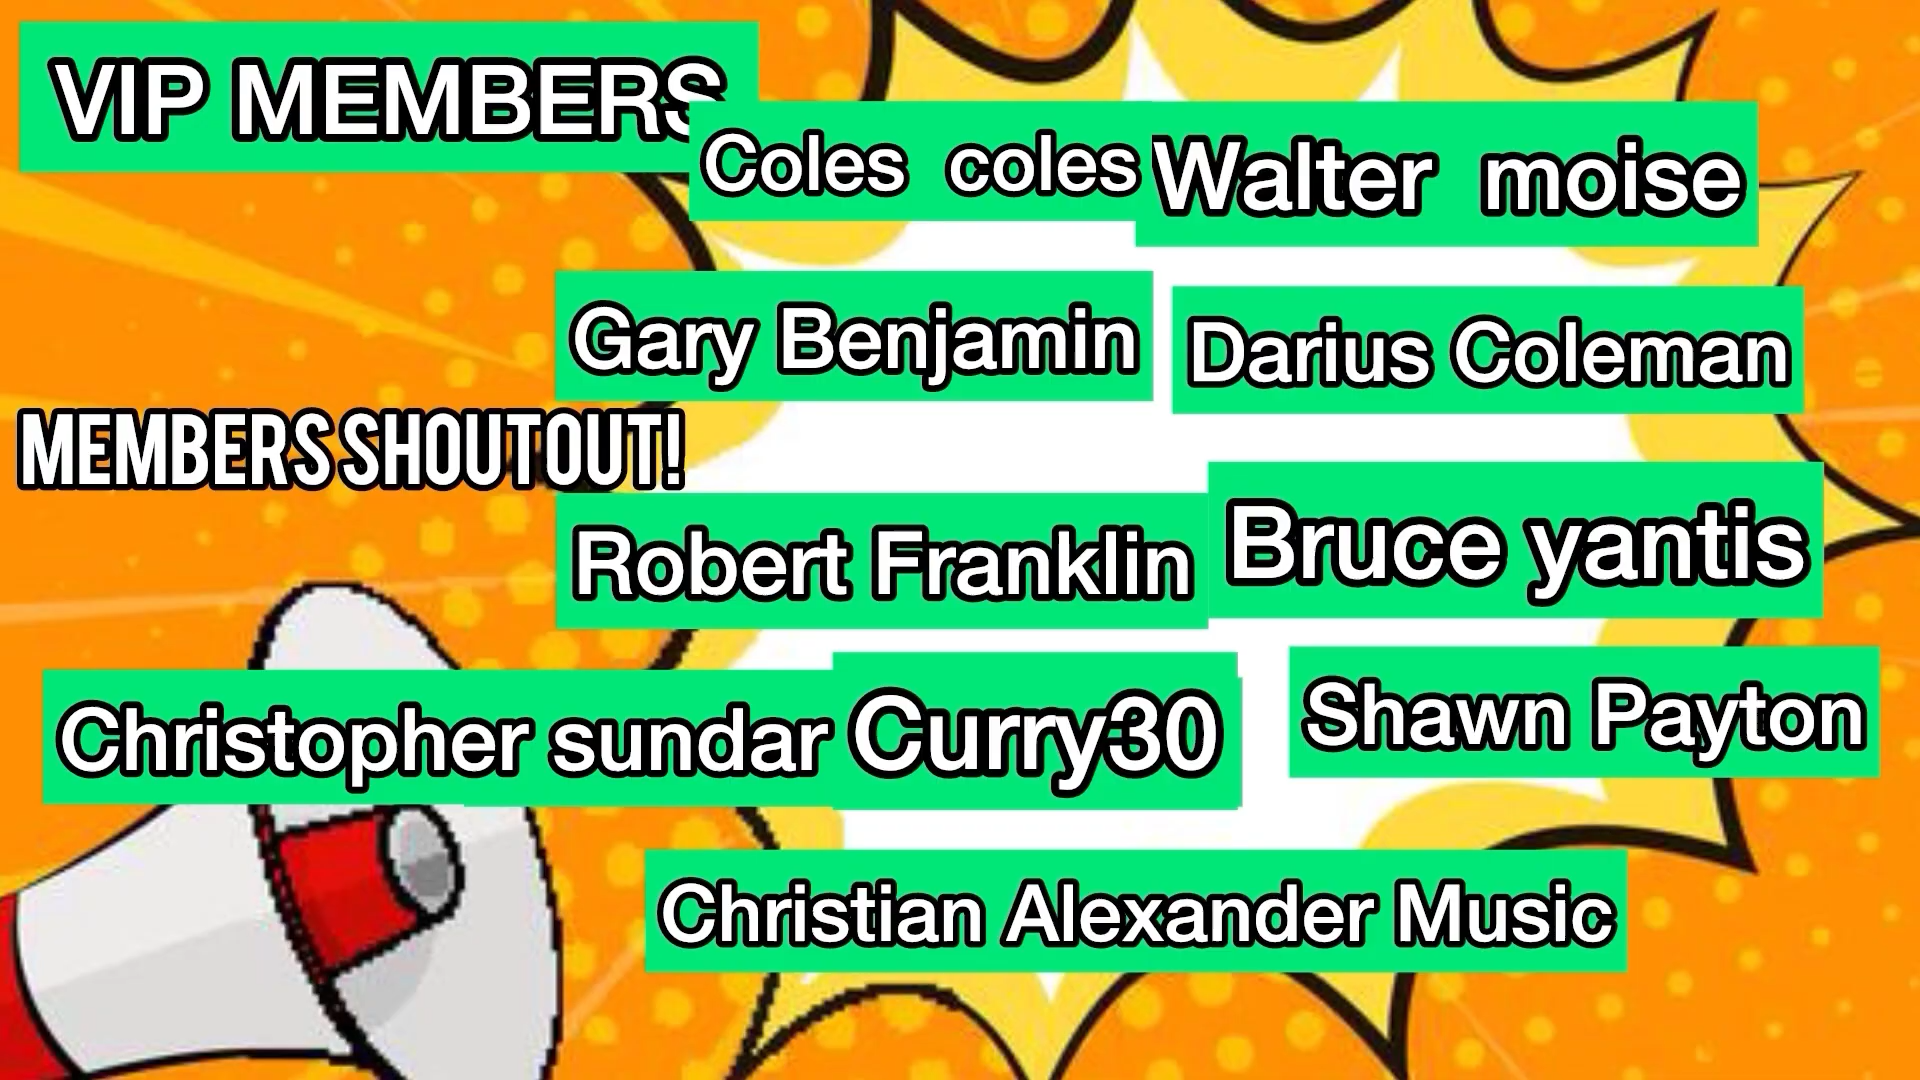 VIP MEMBERS
Coles coles
Walter moise
Gary Benjamin
Darius Coleman
MEMBERS SHOUTOUT!
Robert Franklin
Bruce yantis
Christopher sundar
Curry30
Shawn Payton
Christian Alexander Music